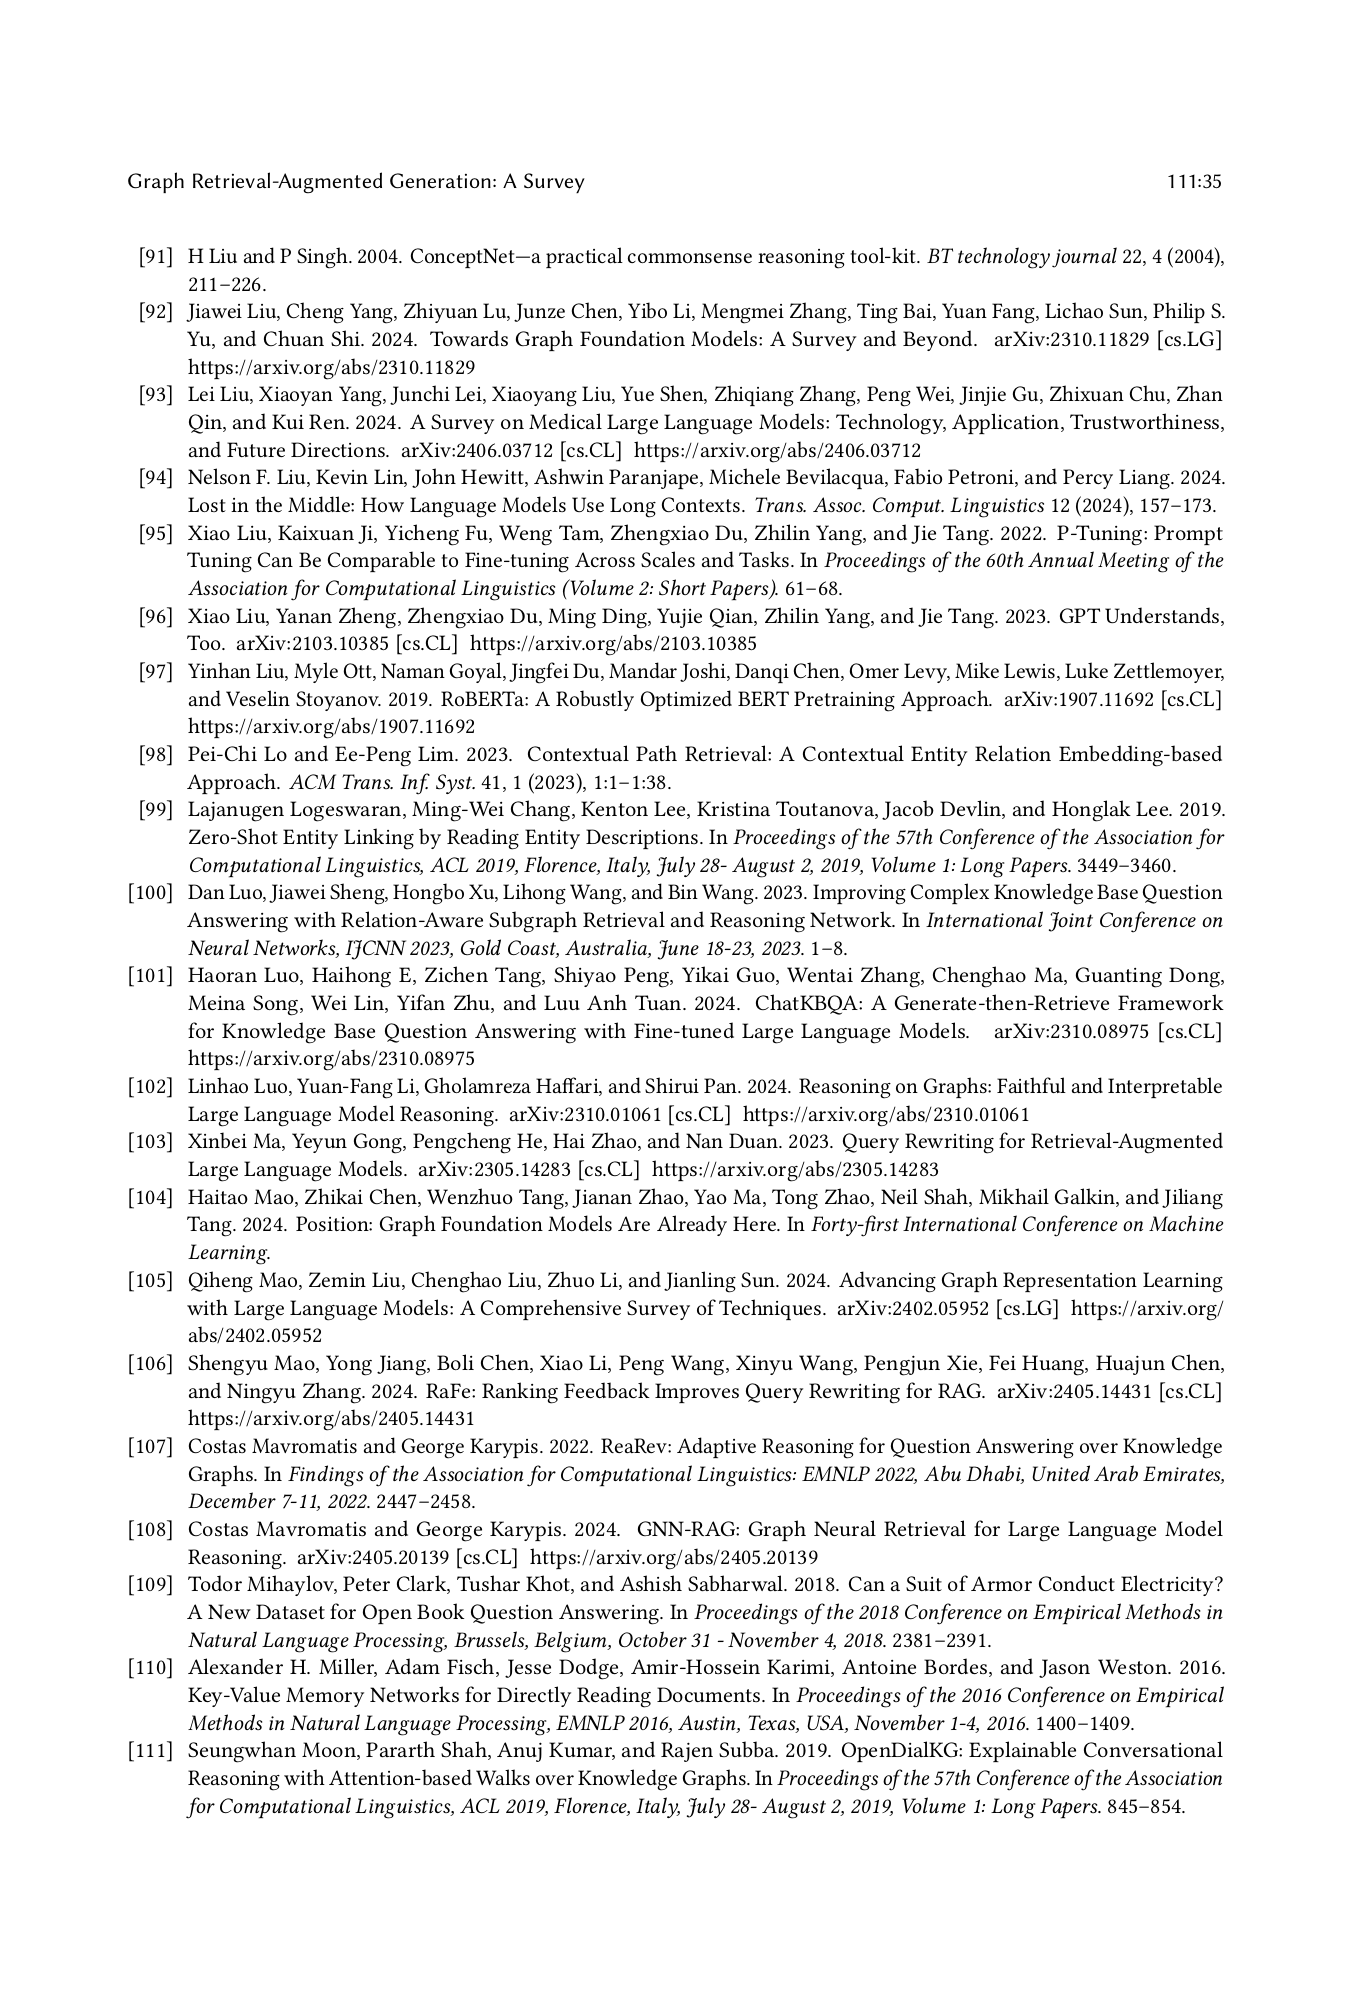 Graph Retrieval-Augmented Generation: A Survey 111:35
[91] H Liu and P Singh. 2004. ConceptNet—a practical commonsense reasoning tool-kit. BT technology journal 22, 4 (2004),
211–226.
[92] Jiawei Liu, Cheng Yang, Zhiyuan Lu, Junze Chen, Yibo Li, Mengmei Zhang, Ting Bai, Yuan Fang, Lichao Sun, Philip S.
Yu, and Chuan Shi. 2024. Towards Graph Foundation Models: A Survey and Beyond. arXiv:2310.11829 [cs.LG]
https://arxiv.org/abs/2310.11829
[93] Lei Liu, Xiaoyan Yang, Junchi Lei, Xiaoyang Liu, Yue Shen, Zhiqiang Zhang, Peng Wei, Jinjie Gu, Zhixuan Chu, Zhan
Qin, and Kui Ren. 2024. A Survey on Medical Large Language Models: Technology, Application, Trustworthiness,
and Future Directions. arXiv:2406.03712 [cs.CL] https://arxiv.org/abs/2406.03712
[94] Nelson F. Liu, Kevin Lin, John Hewitt, Ashwin Paranjape, Michele Bevilacqua, Fabio Petroni, and Percy Liang. 2024.
Lost in the Middle: How Language Models Use Long Contexts. Trans. Assoc. Comput. Linguistics 12 (2024), 157–173.
[95] Xiao Liu, Kaixuan Ji, Yicheng Fu, Weng Tam, Zhengxiao Du, Zhilin Yang, and Jie Tang. 2022. P-Tuning: Prompt
Tuning Can Be Comparable to Fine-tuning Across Scales and Tasks. In Proceedings of the 60th Annual Meeting of the
Association for Computational Linguistics (Volume 2: Short Papers). 61–68.
[96] Xiao Liu, Yanan Zheng, Zhengxiao Du, Ming Ding, Yujie Qian, Zhilin Yang, and Jie Tang. 2023. GPT Understands,
Too. arXiv:2103.10385 [cs.CL] https://arxiv.org/abs/2103.10385
[97] Yinhan Liu, Myle Ott, Naman Goyal, Jingfei Du, Mandar Joshi, Danqi Chen, Omer Levy, Mike Lewis, Luke Zettlemoyer,
and Veselin Stoyanov. 2019. RoBERTa: A Robustly Optimized BERT Pretraining Approach. arXiv:1907.11692 [cs.CL]
https://arxiv.org/abs/1907.11692
[98] Pei-Chi Lo and Ee-Peng Lim. 2023. Contextual Path Retrieval: A Contextual Entity Relation Embedding-based
Approach. ACM Trans. Inf. Syst. 41, 1 (2023), 1:1–1:38.
[99] Lajanugen Logeswaran, Ming-Wei Chang, Kenton Lee, Kristina Toutanova, Jacob Devlin, and Honglak Lee. 2019.
Zero-Shot Entity Linking by Reading Entity Descriptions. In Proceedings of the 57th Conference of the Association for
Computational Linguistics, ACL 2019, Florence, Italy, July 28- August 2, 2019, Volume 1: Long Papers. 3449–3460.
[100] Dan Luo, Jiawei Sheng, Hongbo Xu, Lihong Wang, and Bin Wang. 2023. Improving Complex Knowledge Base Question
Answering with Relation-Aware Subgraph Retrieval and Reasoning Network. In International Joint Conference on
Neural Networks, IJCNN 2023, Gold Coast, Australia, June 18-23, 2023. 1–8.
[101] Haoran Luo, Haihong E, Zichen Tang, Shiyao Peng, Yikai Guo, Wentai Zhang, Chenghao Ma, Guanting Dong,
Meina Song, Wei Lin, Yifan Zhu, and Luu Anh Tuan. 2024. ChatKBQA: A Generate-then-Retrieve Framework
for Knowledge Base Question Answering with Fine-tuned Large Language Models. arXiv:2310.08975 [cs.CL]
https://arxiv.org/abs/2310.08975
[102] Linhao Luo, Yuan-Fang Li, Gholamreza Haffari, and Shirui Pan. 2024. Reasoning on Graphs: Faithful and Interpretable
Large Language Model Reasoning. arXiv:2310.01061 [cs.CL] https://arxiv.org/abs/2310.01061
[103] Xinbei Ma, Yeyun Gong, Pengcheng He, Hai Zhao, and Nan Duan. 2023. Query Rewriting for Retrieval-Augmented
Large Language Models. arXiv:2305.14283 [cs.CL] https://arxiv.org/abs/2305.14283
[104] Haitao Mao, Zhikai Chen, Wenzhuo Tang, Jianan Zhao, Yao Ma, Tong Zhao, Neil Shah, Mikhail Galkin, and Jiliang
Tang. 2024. Position: Graph Foundation Models Are Already Here. In Forty-first International Conference on Machine
Learning.
[105] Qiheng Mao, Zemin Liu, Chenghao Liu, Zhuo Li, and Jianling Sun. 2024. Advancing Graph Representation Learning
with Large Language Models: A Comprehensive Survey of Techniques. arXiv:2402.05952 [cs.LG] https://arxiv.org/
abs/2402.05952
[106] Shengyu Mao, Yong Jiang, Boli Chen, Xiao Li, Peng Wang, Xinyu Wang, Pengjun Xie, Fei Huang, Huajun Chen,
and Ningyu Zhang. 2024. RaFe: Ranking Feedback Improves Query Rewriting for RAG. arXiv:2405.14431 [cs.CL]
https://arxiv.org/abs/2405.14431
[107] Costas Mavromatis and George Karypis. 2022. ReaRev: Adaptive Reasoning for Question Answering over Knowledge
Graphs. In Findings of the Association for Computational Linguistics: EMNLP 2022, Abu Dhabi, United Arab Emirates,
December 7-11, 2022. 2447–2458.
[108] Costas Mavromatis and George Karypis. 2024. GNN-RAG: Graph Neural Retrieval for Large Language Model
Reasoning. arXiv:2405.20139 [cs.CL] https://arxiv.org/abs/2405.20139
[109] Todor Mihaylov, Peter Clark, Tushar Khot, and Ashish Sabharwal. 2018. Can a Suit of Armor Conduct Electricity?
A New Dataset for Open Book Question Answering. In Proceedings of the 2018 Conference on Empirical Methods in
Natural Language Processing, Brussels, Belgium, October 31 - November 4, 2018. 2381–2391.
[110] Alexander H. Miller, Adam Fisch, Jesse Dodge, Amir-Hossein Karimi, Antoine Bordes, and Jason Weston. 2016.
Key-Value Memory Networks for Directly Reading Documents. In Proceedings of the 2016 Conference on Empirical
Methods in Natural Language Processing, EMNLP 2016, Austin, Texas, USA, November 1-4, 2016. 1400–1409.
[111] Seungwhan Moon, Pararth Shah, Anuj Kumar, and Rajen Subba. 2019. OpenDialKG: Explainable Conversational
Reasoning with Attention-based Walks over Knowledge Graphs. In Proceedings of the 57th Conference of the Association
for Computational Linguistics, ACL 2019, Florence, Italy, July 28- August 2, 2019, Volume 1: Long Papers. 845–854.